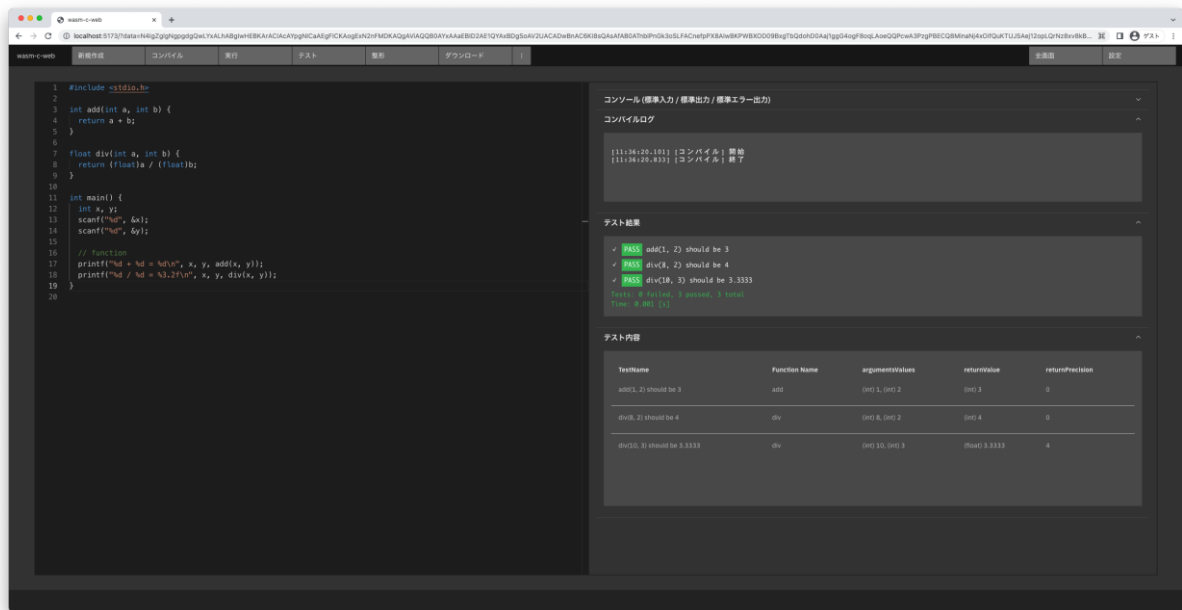 wasm-c-web
ゲスト
wasm-c-web
新規作成
コンパイル
実行
テスト
整形
ダウンロード
全画面
設定
1 #include <stdio.h>
2
3 int add(int a, int b) {
4 return a + b;
5 }
6
7 float div(int a, int b) {
8 return (float)a / (float)b;
9 }
10
11 int main() {
12 int x, y;
13 scanf("%d", &x);
14 scanf("%d", &y);
15
16 // function
17 printf("%d + %d = %d\n", x, y, add(x, y));
18 printf("%d / %d = %3.2f\n", x, y, div(x, y));
19 }
20
コンソール (標準入力 / 標準出力 / 標準エラー出力)
コンパイルログ
[11:36:20.101] [コンパイル] 開始
[11:36:20.833] [コンパイル] 終了
テスト結果
✓ PASS add(1, 2) should be 3
✓ PASS div(8, 2) should be 4
✓ PASS div(10, 3) should be 3.3333
Tests: 0 failed, 3 passed, 3 total
Time: 0.001 [s]
テスト内容
TestName Function Name argumentsValues returnValue returnPrecision
add(1, 2) should be 3 add (int) 1, (int) 2 (int) 3 0
div(8, 2) should be 4 div (int) 8, (int) 2 (int) 4 0
div(10, 3) should be 3.3333 div (int) 10, (int) 3 (float) 3.3333 4